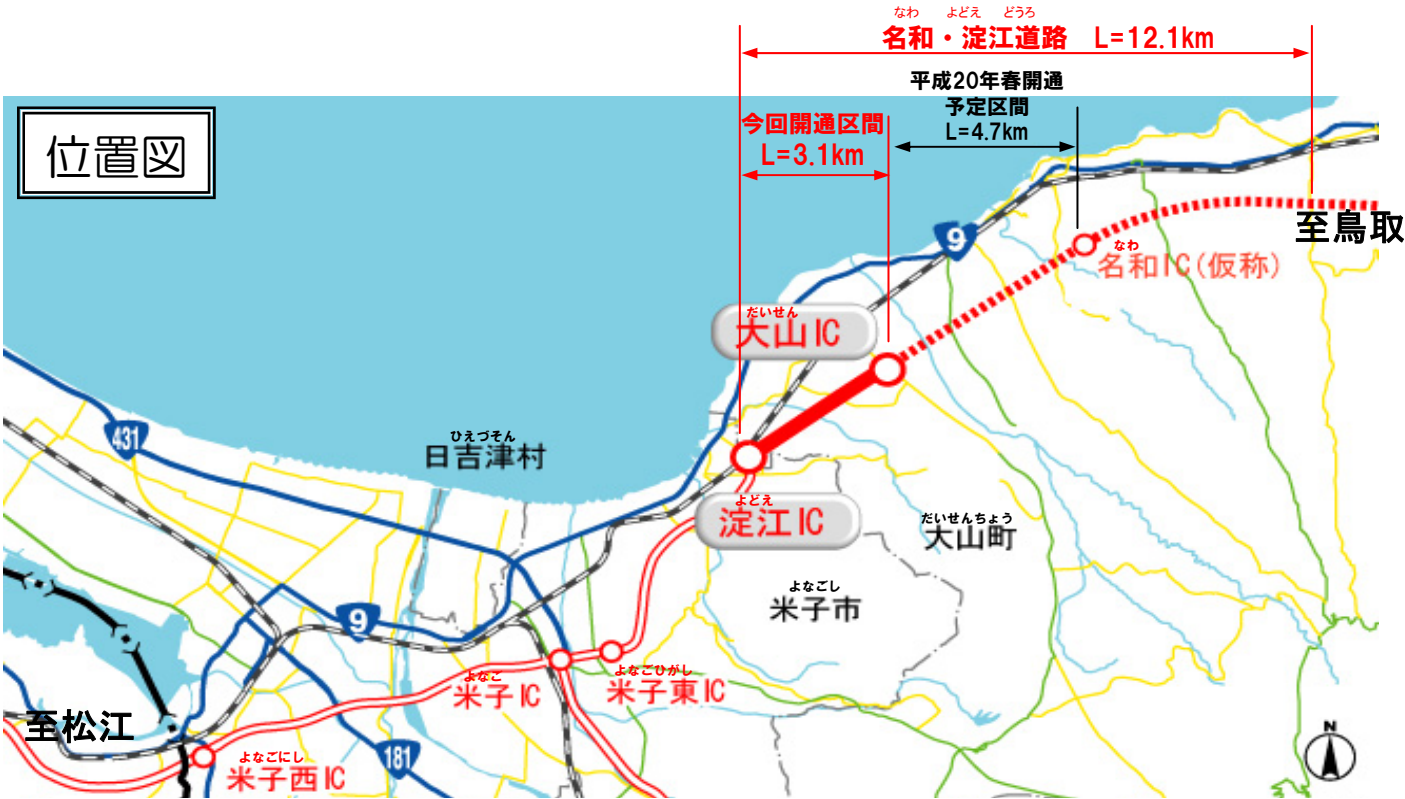 なわ よどえ どうろ
名和・淀江道路 L=12.1km
平成20年春開通
予定区間
L=4.7km
今回開通区間
L=3.1km
位置図
至鳥取
9
なわ
名和IC(仮称)
だいせん
大山IC
431
ひえづそん
日吉津村
よどえ
淀江IC
だいせんちょう
大山町
よなごし
米子市
9
よなご
米子IC
よなごひがし
米子東IC
至松江
よなごにし
米子西IC
181
N